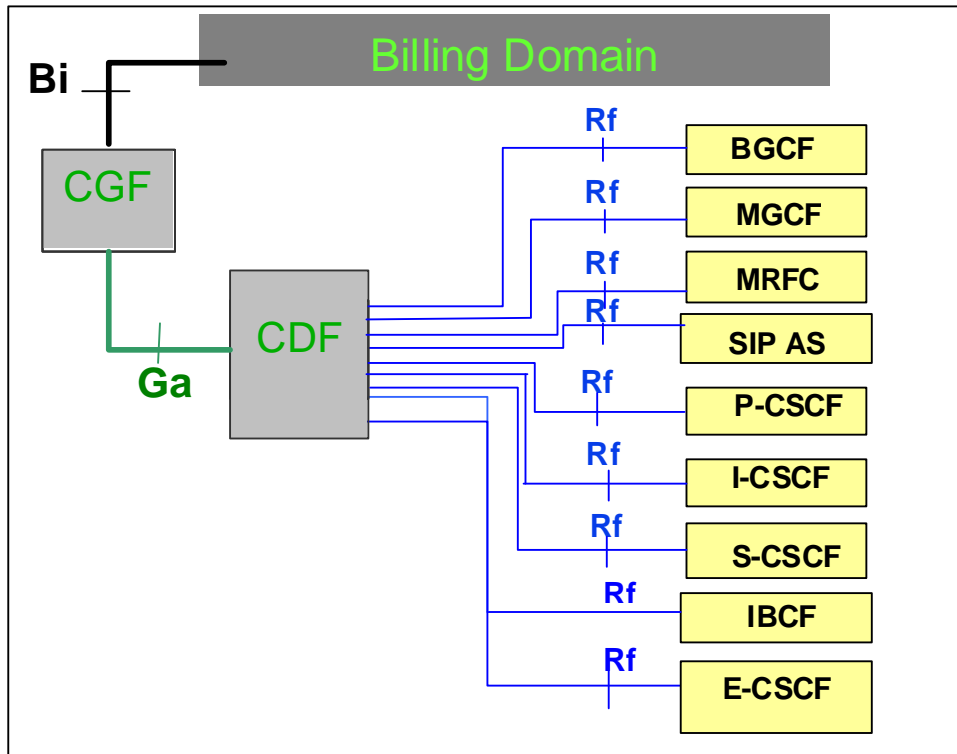 Billing Domain
Bi
CGF
Ga
CDF
Rf
BGCF
Rf
MGCF
Rf
MRFC
Rf
SIP AS
Rf
P-CSCF
Rf
I-CSCF
Rf
S-CSCF
Rf
IBCF
Rf
E-CSCF